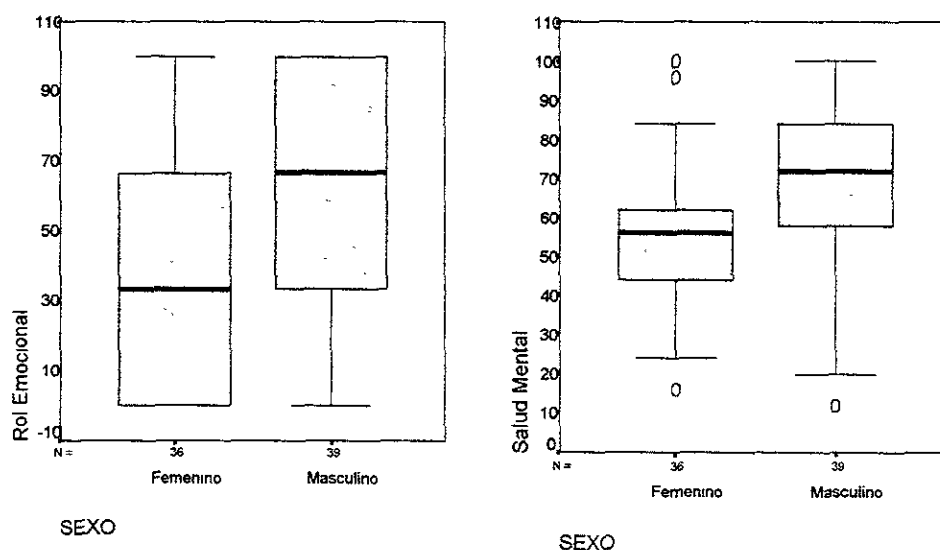 Rol Emocional
110
90
70
50
30
10
-10
N = 36 39
Femenino Masculino
SEXO
Salud Mental
110
100
90
80
70
60
50
40
30
20
10
0
N = 36 39
Femenino Masculino
SEXO